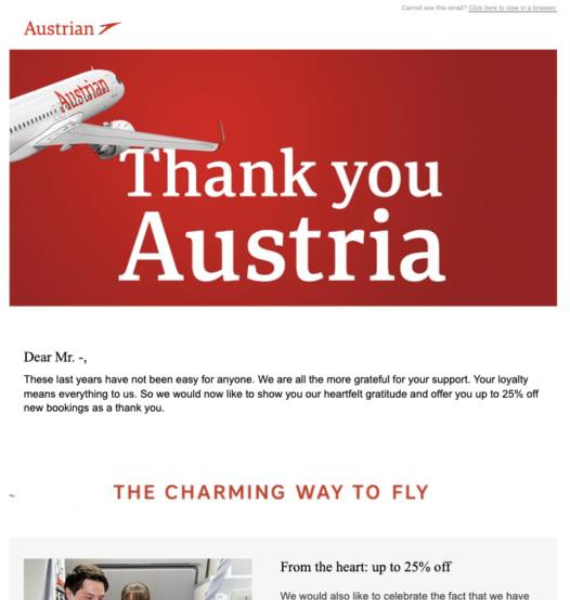 Cannot see this email? Click here to view in a browser.
Austrian
Austrian
Thank you
Austria
Dear Mr. -,
These last years have not been easy for anyone. We are all the more grateful for your support. Your loyalty
means everything to us. So we would now like to show you our heartfelt gratitude and offer you up to 25% off
new bookings as a thank you.
THE CHARMING WAY TO FLY
From the heart: up to 25% off
We would also like to celebrate the fact that we have